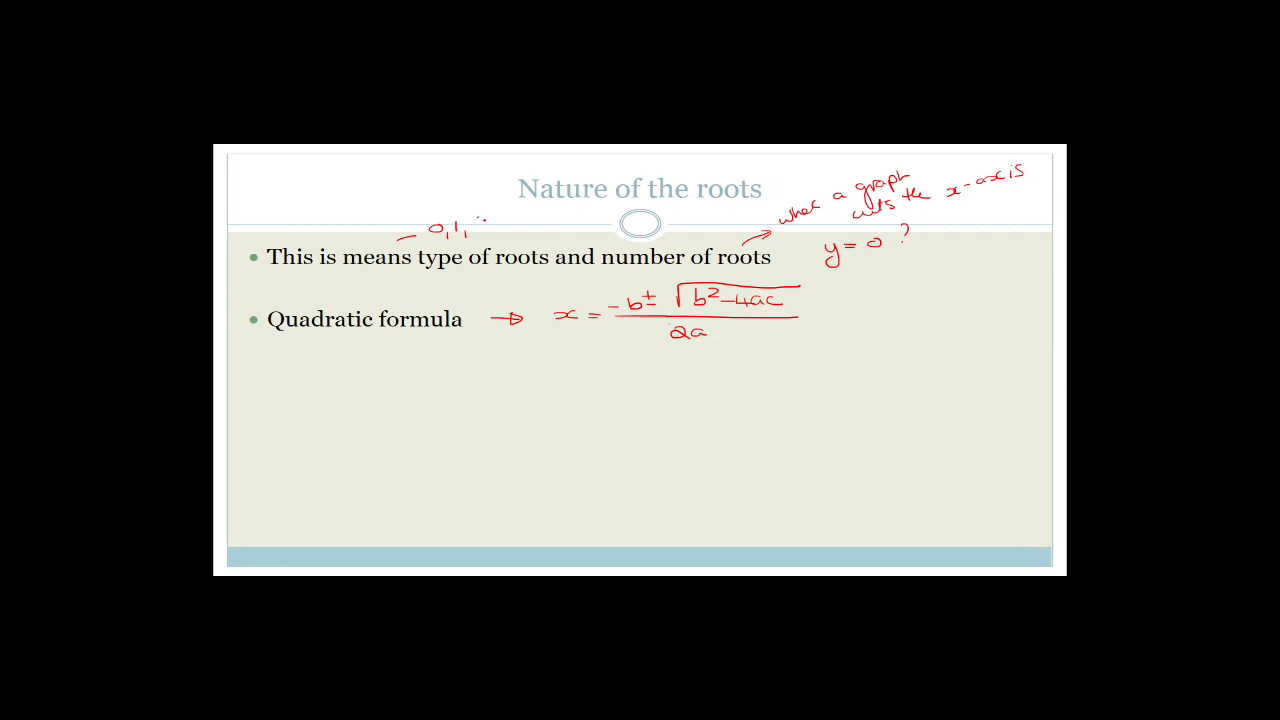 Nature of the roots
when a graph
cuts the x-axis
y = 0 ?
- 0, 1,
This is means type of roots and number of roots
Quadratic formula → x = -b ± √b² - 4ac / 2a